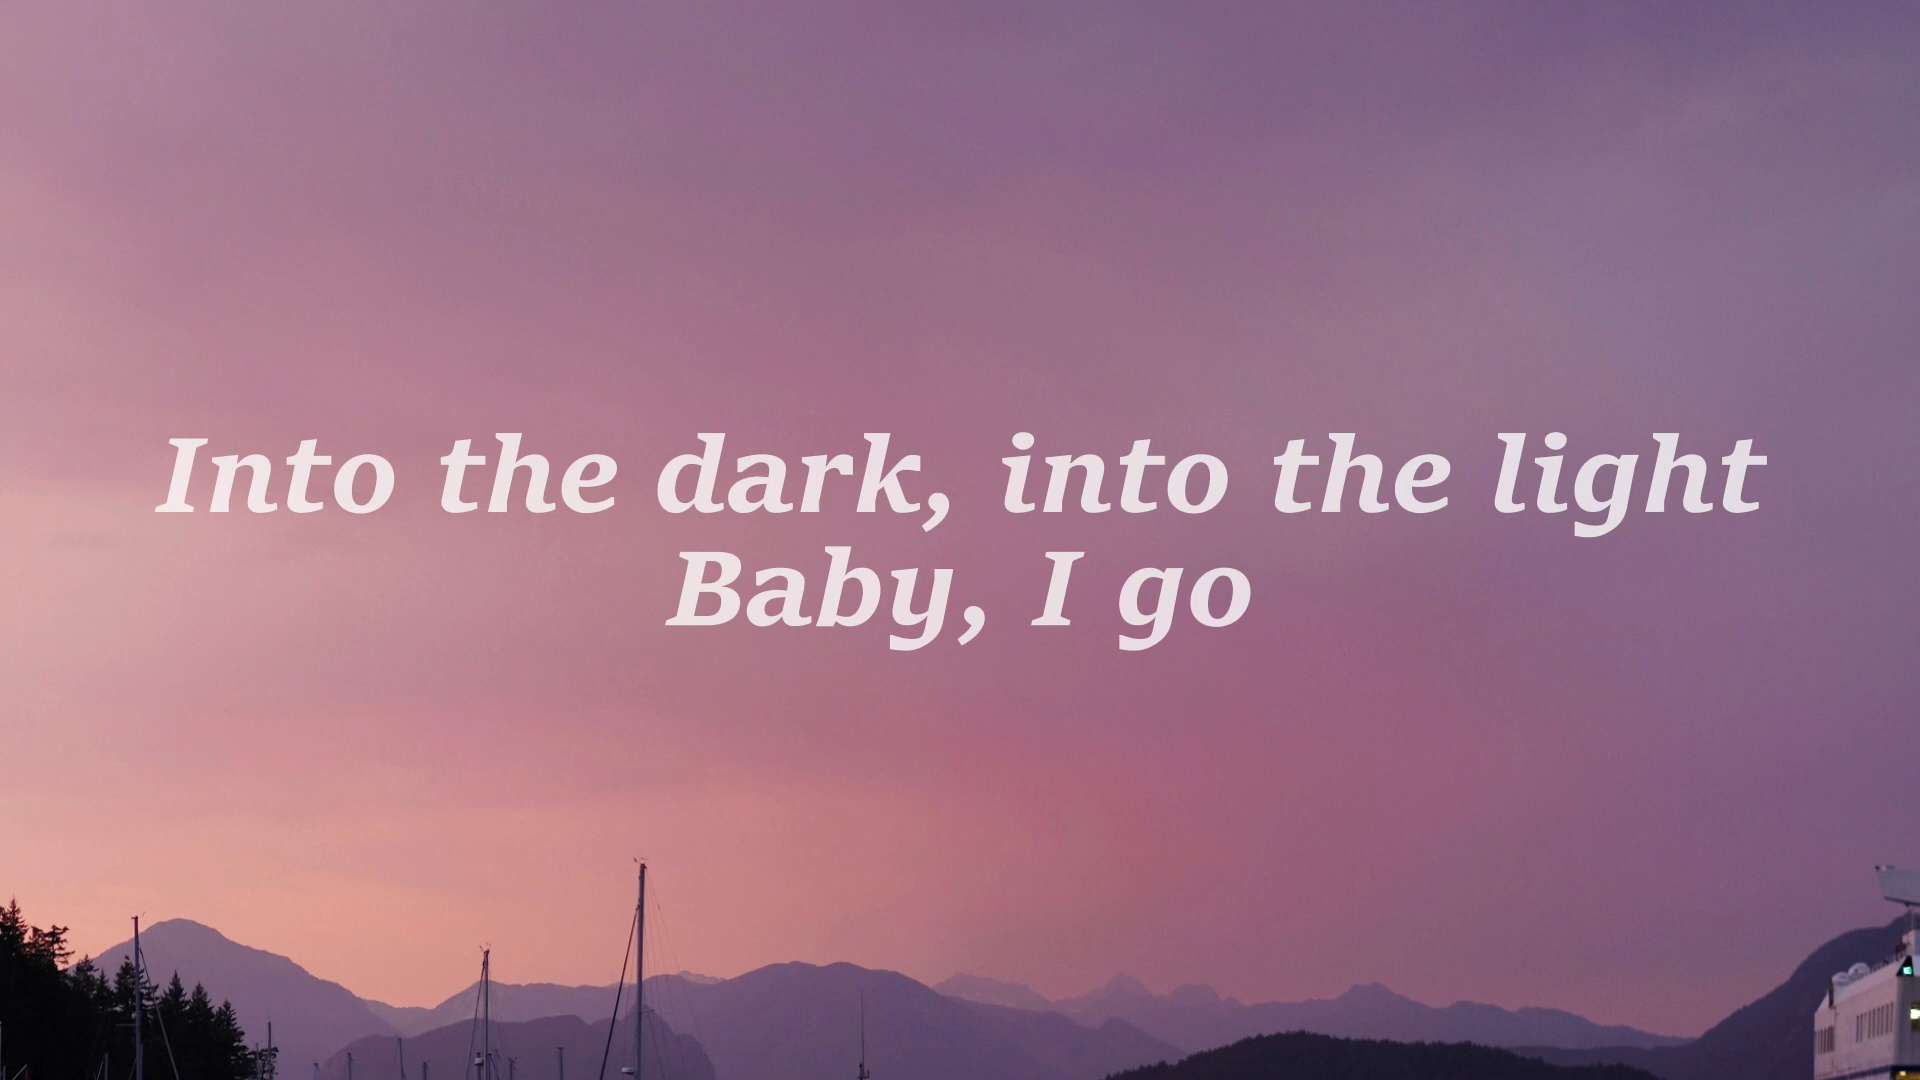 Into the dark, into the light
Baby, I go